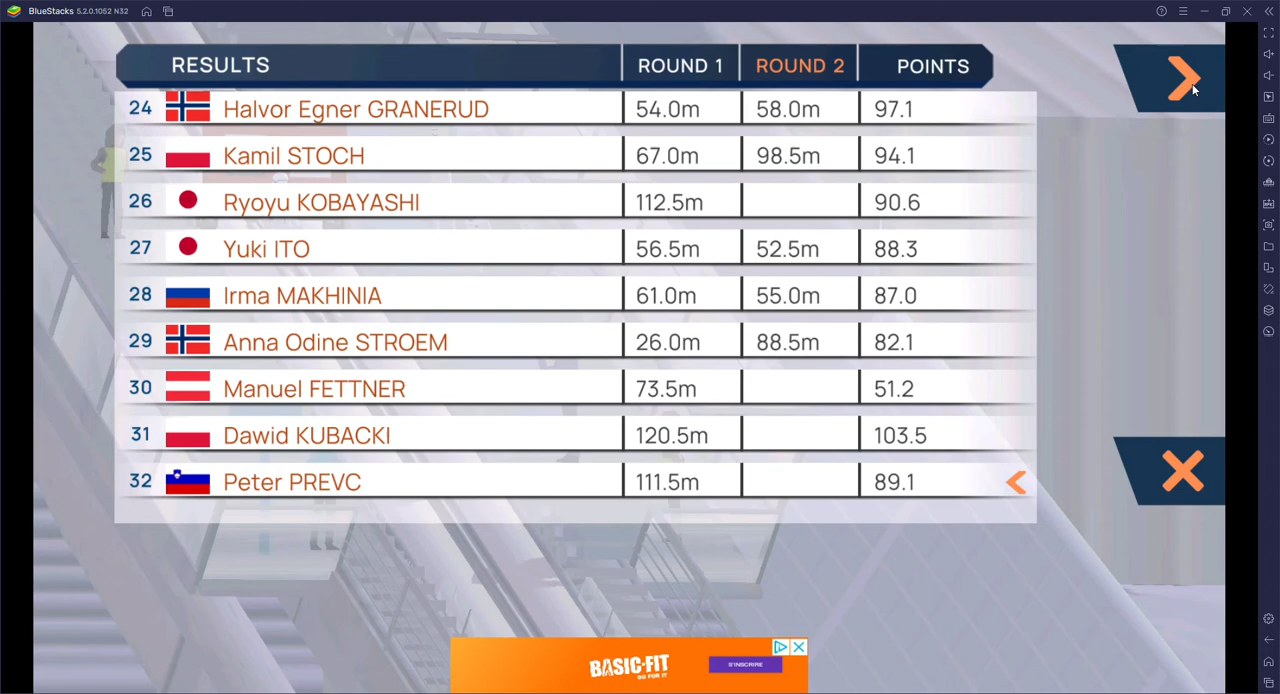 BlueStacks 5.2.0.1052 N32
RESULTS ROUND 1 ROUND 2 POINTS
24 Halvor Egner GRANERUD 54.0m 58.0m 97.1
25 Kamil STOCH 67.0m 98.5m 94.1
26 Ryoyu KOBAYASHI 112.5m 90.6
27 Yuki ITO 56.5m 52.5m 88.3
28 Irma MAKHINIA 61.0m 55.0m 87.0
29 Anna Odine STROEM 26.0m 88.5m 82.1
30 Manuel FETTNER 73.5m 51.2
31 Dawid KUBACKI 120.5m 103.5
32 Peter PREVC 111.5m 89.1
BASIC-FIT
GO FOR IT
S'INSCRIRE